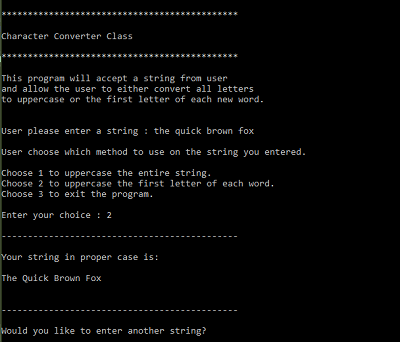 *********************************************
Character Converter Class
*********************************************
This program will accept a string from user
and allow the user to either convert all letters
to uppercase or the first letter of each new word.
User please enter a string : the quick brown fox
User choose which method to use on the string you entered.
Choose 1 to uppercase the entire string.
Choose 2 to uppercase the first letter of each word.
Choose 3 to exit the program.
Enter your choice : 2
---------------------------------------------
Your string in proper case is:
The Quick Brown Fox
---------------------------------------------
Would you like to enter another string?